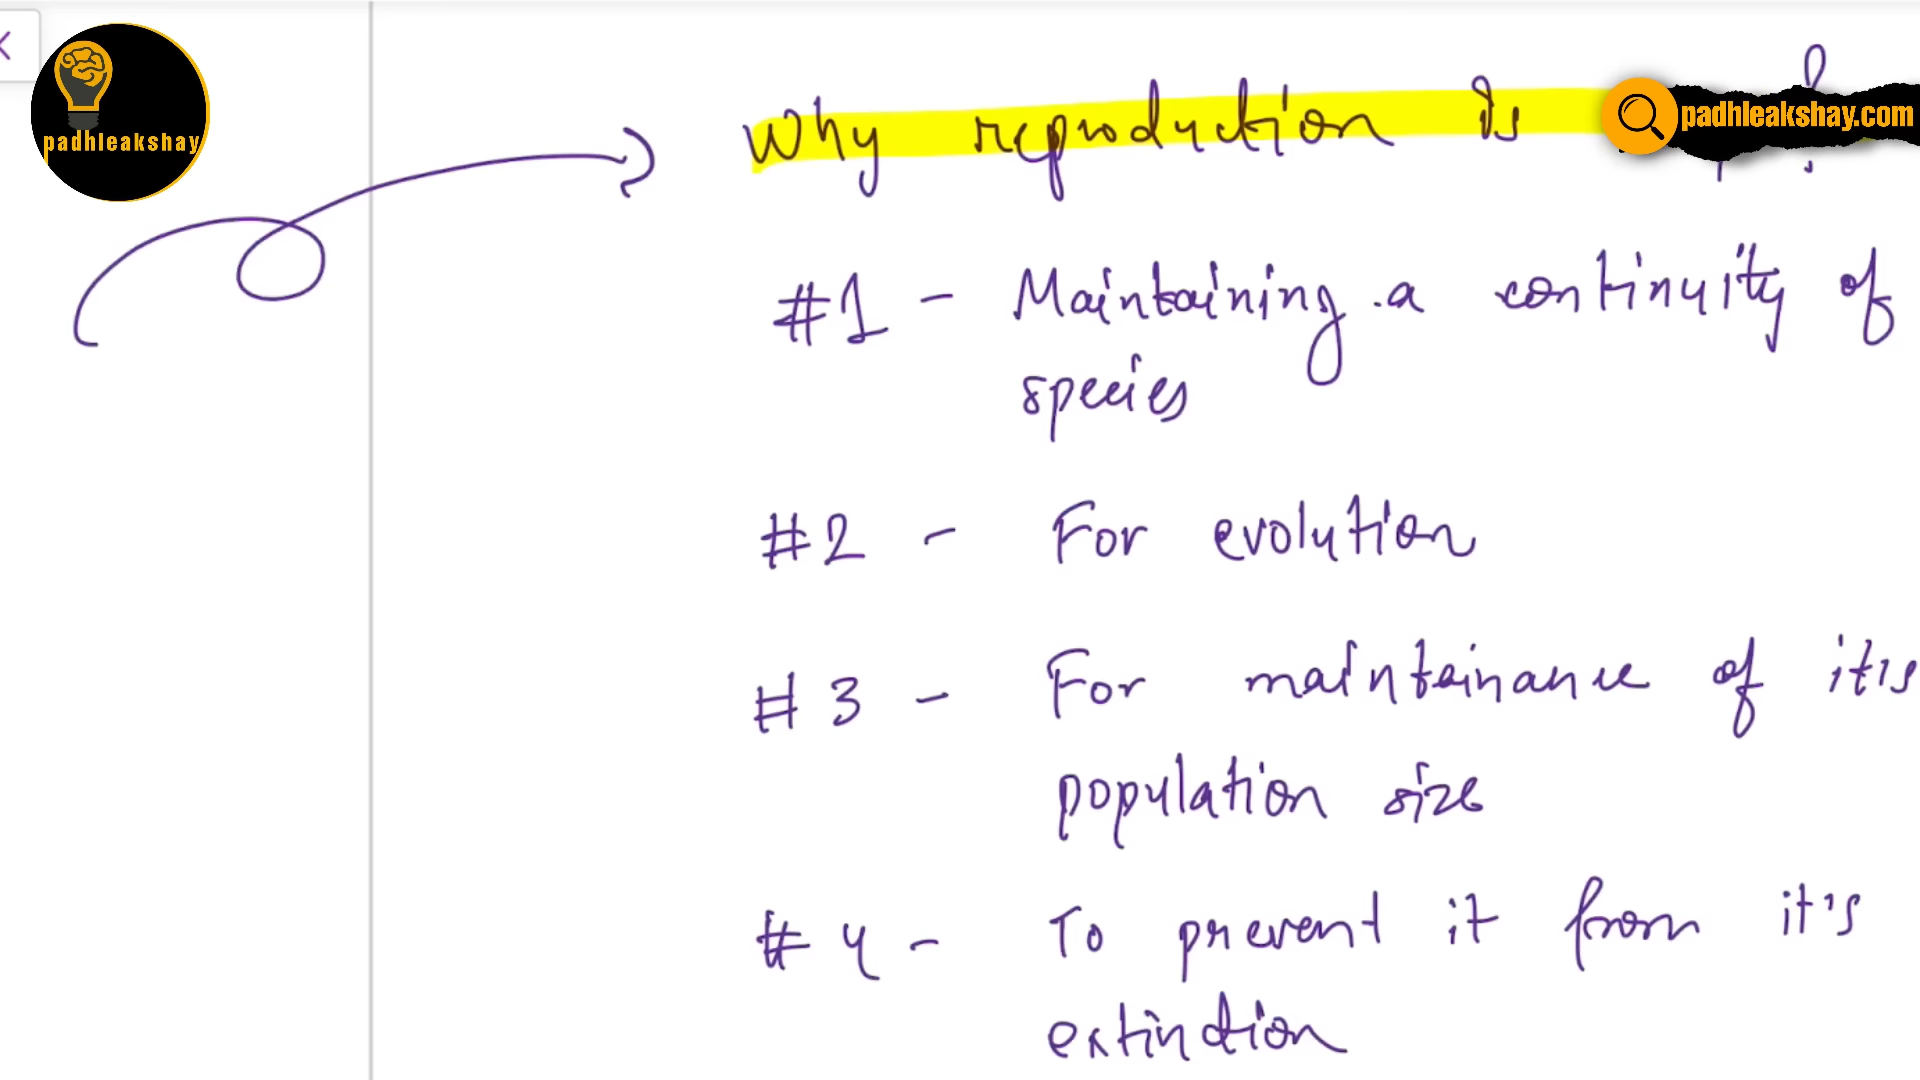 padhleakshay
Why reproduction is ?
padhleakshay.com
#1 - Maintaining a continuity of
species
#2 - For evolution
#3 - For maintainance of it's
population size
#4 - To prevent it from it's
extinction